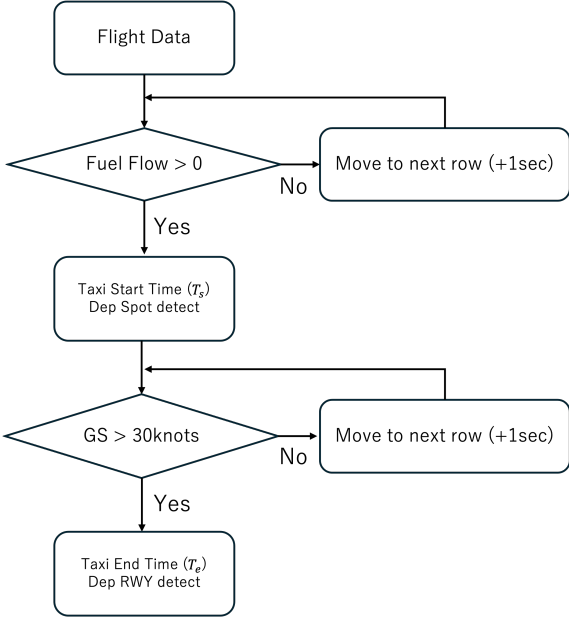 Flight Data
Fuel Flow > 0
Move to next row (+1sec)
No
Yes
Taxi Start Time (Tₛ)
Dep Spot detect
GS > 30knots
Move to next row (+1sec)
No
Yes
Taxi End Time (Tₑ)
Dep RWY detect